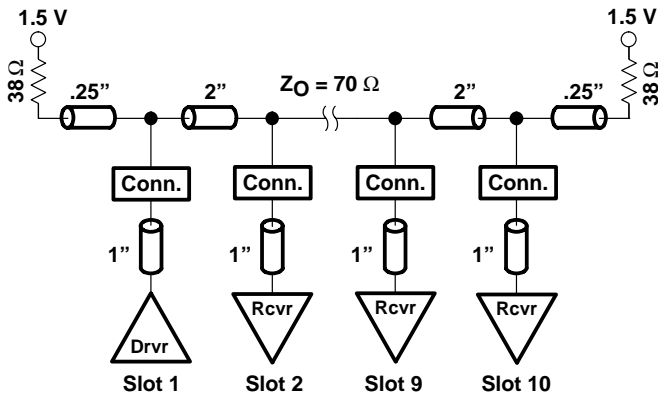 1.5 V 1.5 V
38 Ω .25” 2” ZO = 70 Ω 2” .25” 38 Ω
Conn. Conn. Conn. Conn.
1” 1” 1” 1”
Drvr Rcvr Rcvr Rcvr
Slot 1 Slot 2 Slot 9 Slot 10